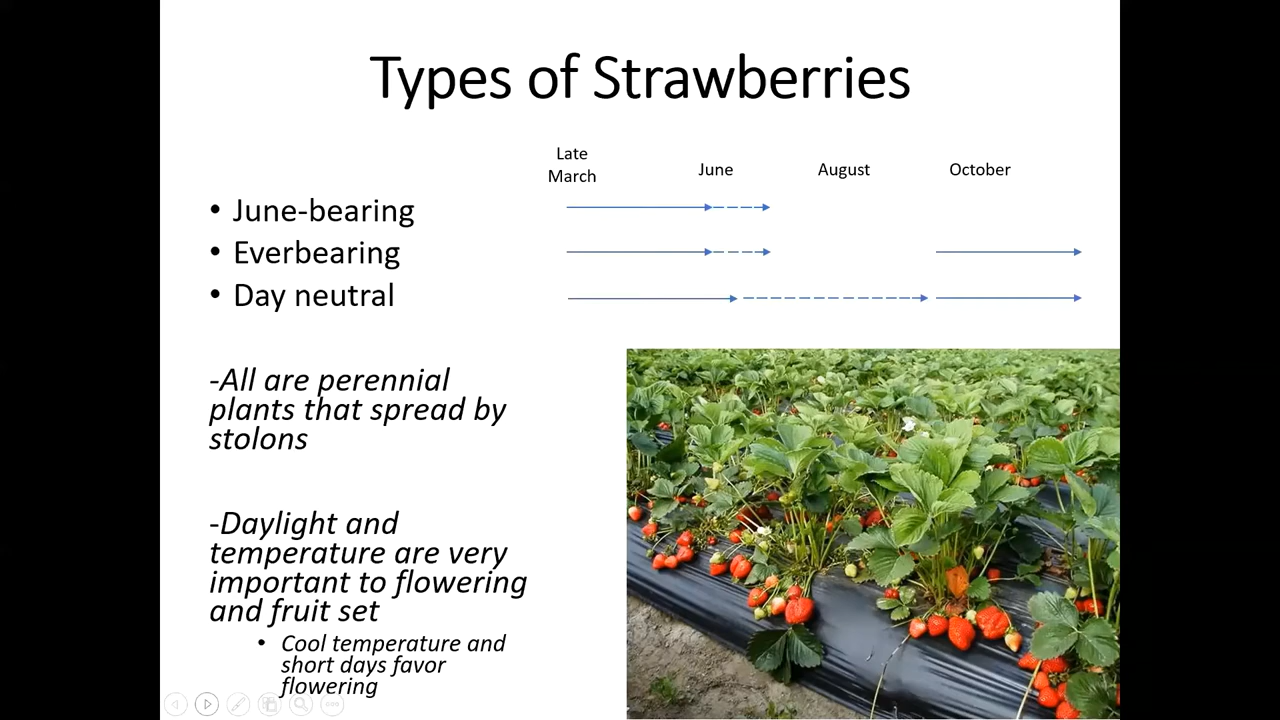 Types of Strawberries
Late
March
June
August
October
• June-bearing
• Everbearing
• Day neutral
-All are perennial
plants that spread by
stolons
-Daylight and
temperature are very
important to flowering
and fruit set
• Cool temperature and
short days favor
flowering